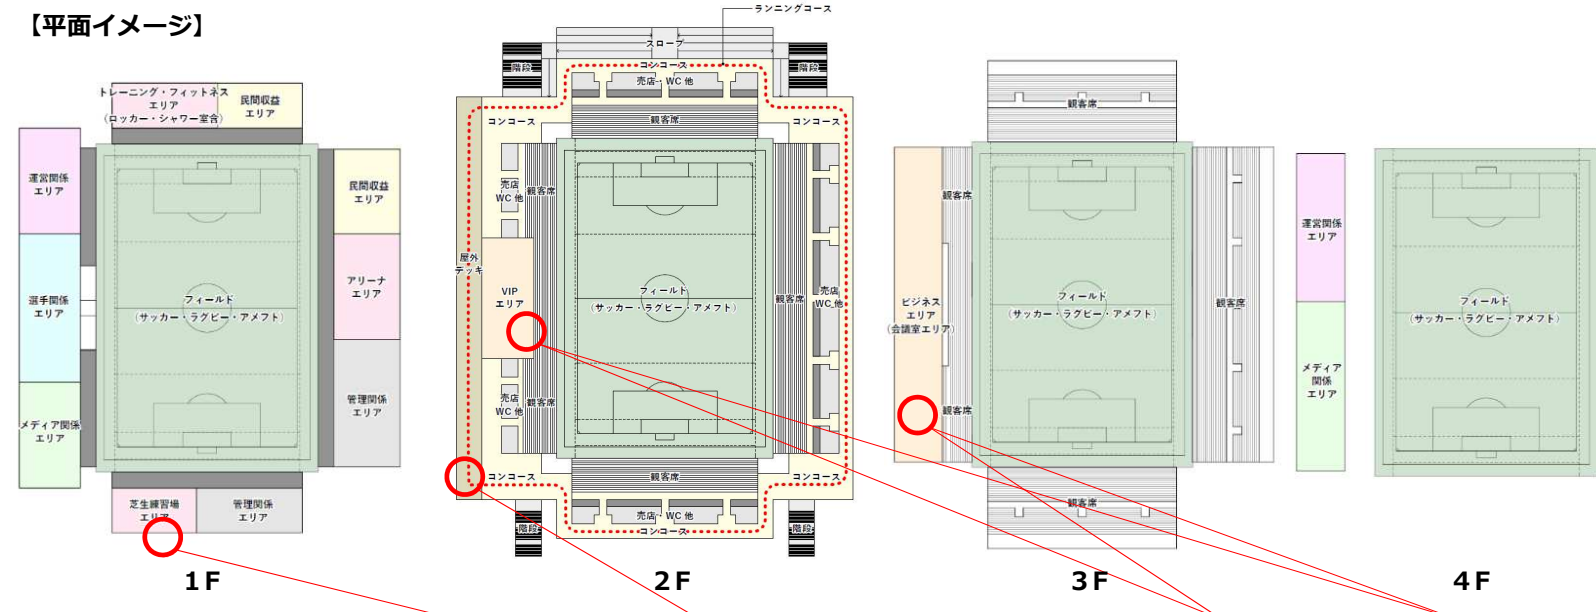 【平面イメージ】
トレーニング・フィットネス
エリア
（ロッカー・シャワー室含）
民間収益
エリア
運営関係
エリア
選手関係
エリア
メディア関係
エリア
フィールド
（サッカー・ラグビー・アメフト）
民間収益
エリア
アリーナ
エリア
管理関係
エリア
芝生練習場
エリア
管理関係
エリア
1F
ランニングコース
スロープ
階段
階段
コンコース
売店・WC 他
観客席
コンコース
コンコース
売店
WC 他
観客席
屋外
デッキ
VIP
エリア
フィールド
（サッカー・ラグビー・アメフト）
観客席
売店
WC 他
売店
WC 他
観客席
コンコース
コンコース
観客席
売店・WC 他
コンコース
階段
階段
2F
観客席
観客席
ビジネス
エリア
（会議室エリア）
フィールド
（サッカー・ラグビー・アメフト）
観客席
観客席
観客席
3F
運営関係
エリア
メディア
関係
エリア
フィールド
（サッカー・ラグビー・アメフト）
4F